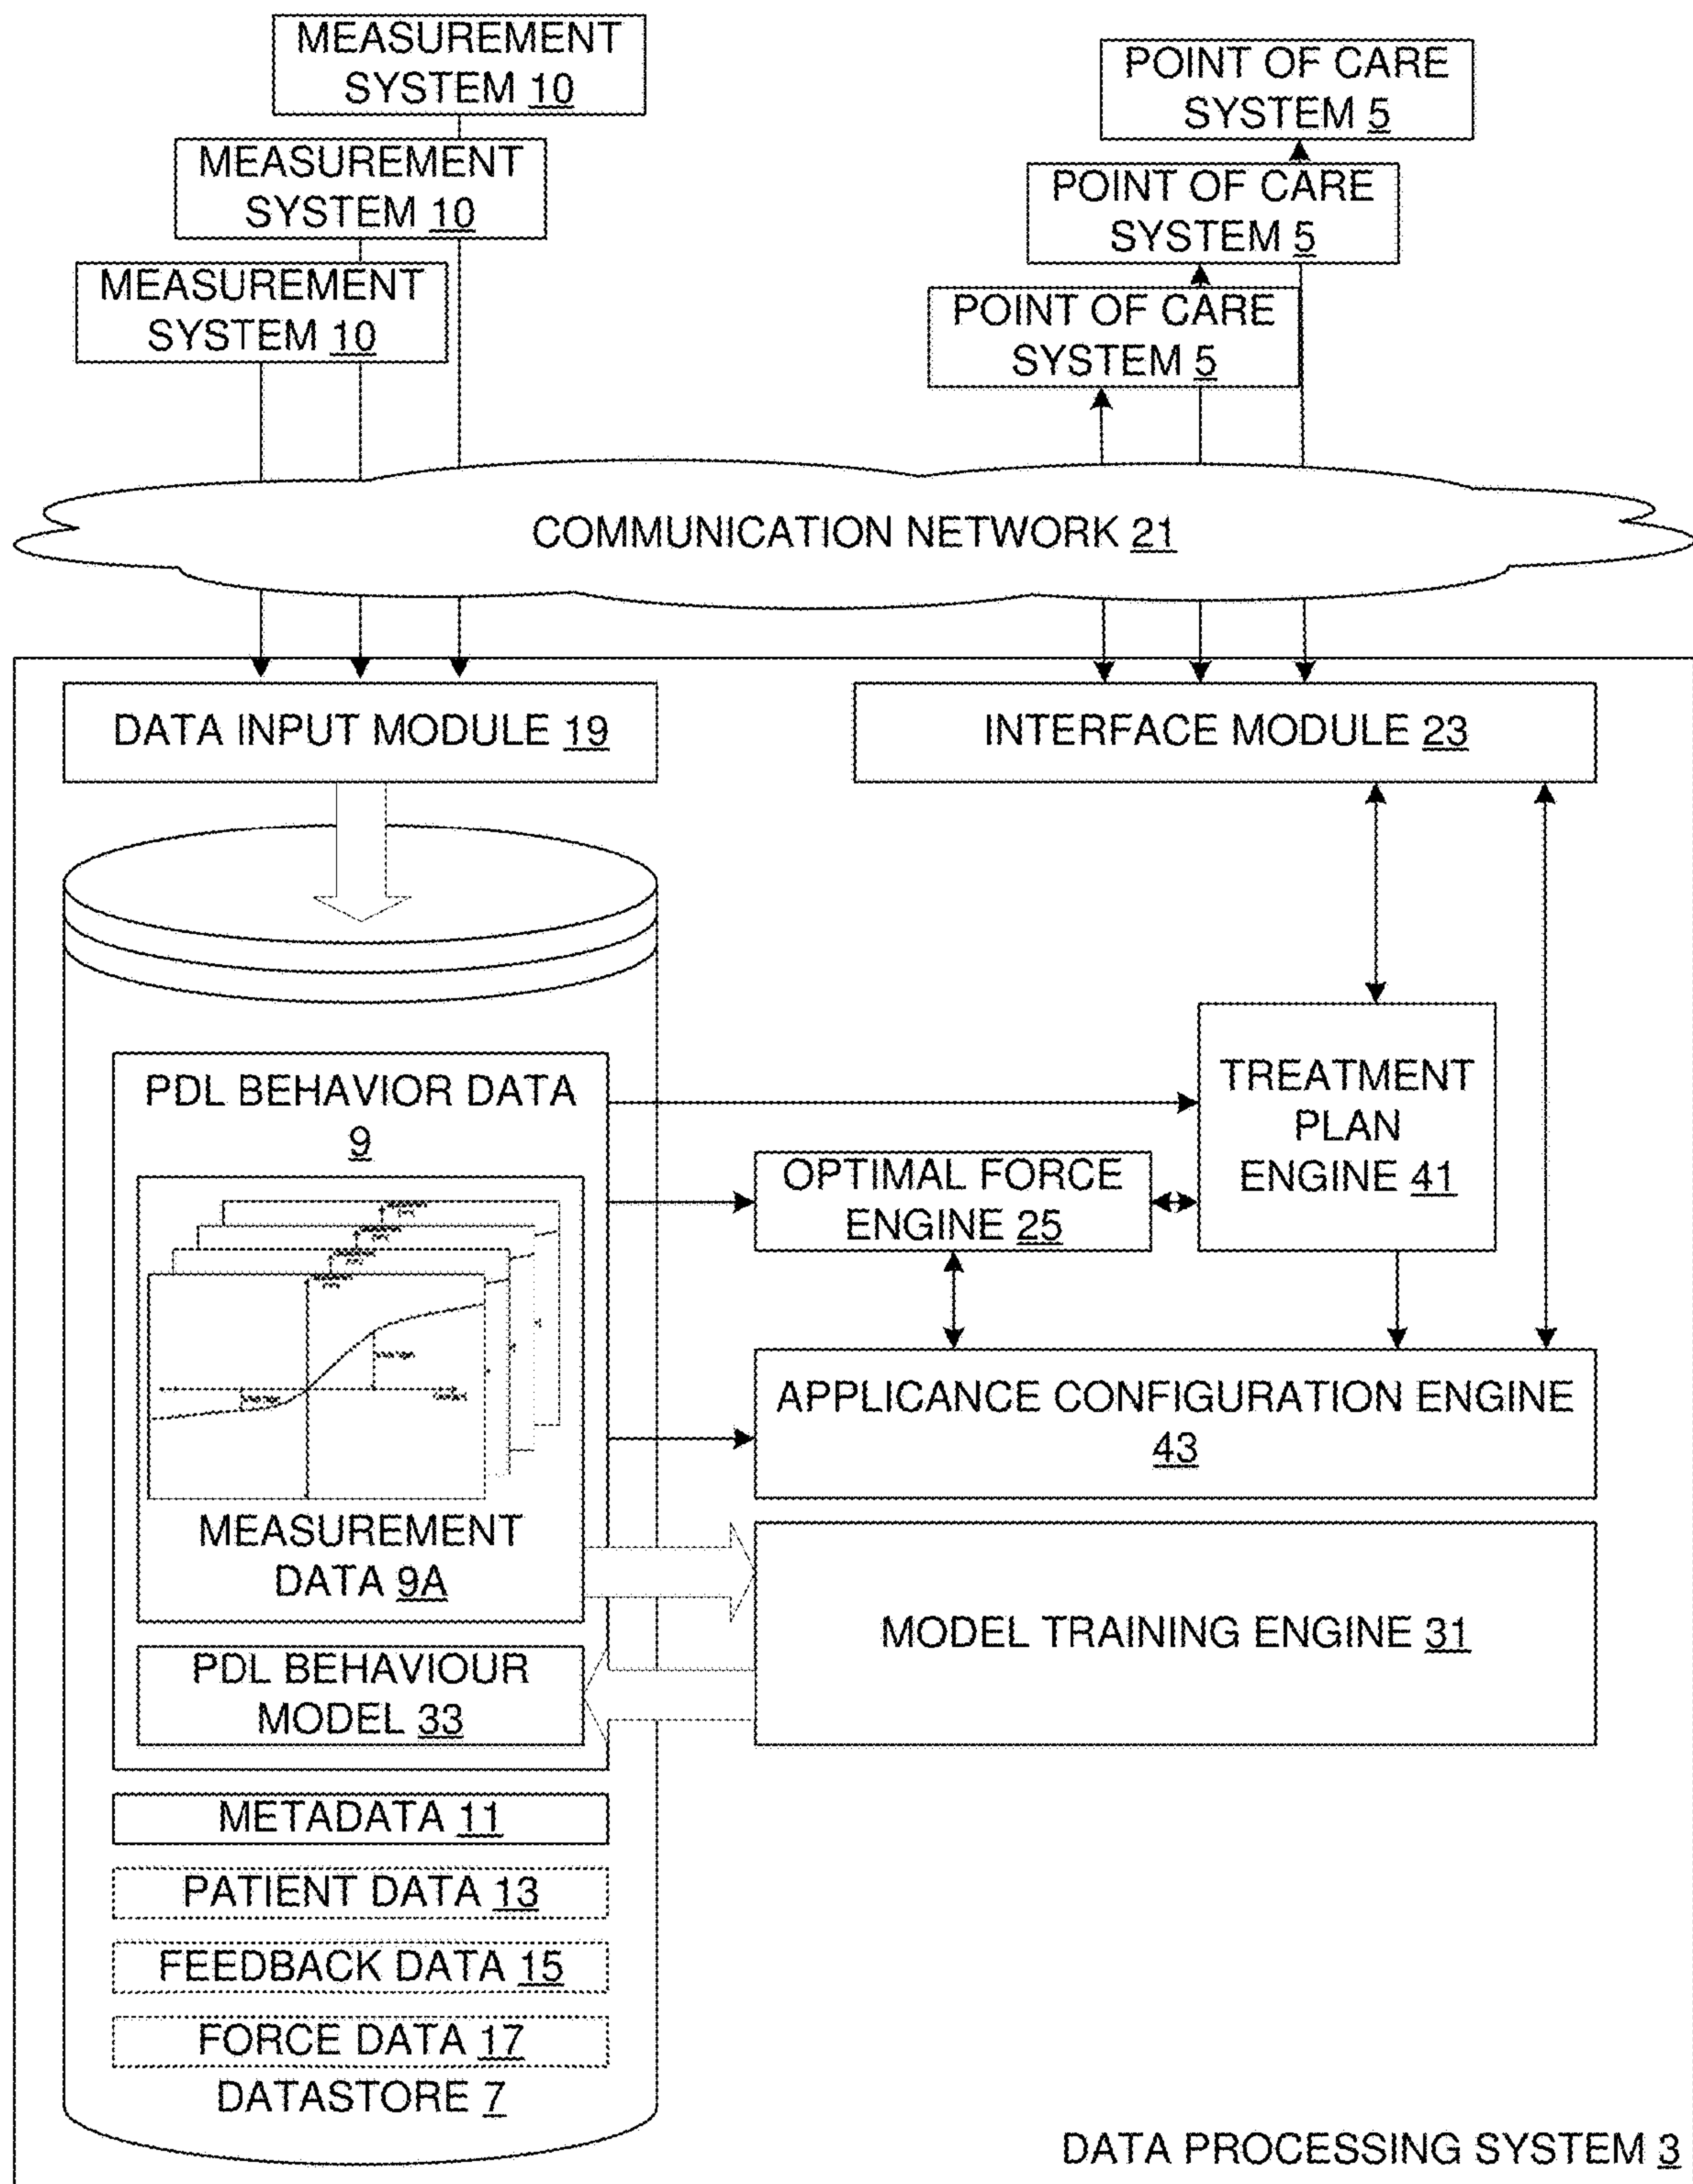 MEASUREMENT
SYSTEM 10
MEASUREMENT
SYSTEM 10
MEASUREMENT
SYSTEM 10
POINT OF CARE
SYSTEM 5
POINT OF CARE
SYSTEM 5
POINT OF CARE
SYSTEM 5
COMMUNICATION NETWORK 21
DATA INPUT MODULE 19
INTERFACE MODULE 23
PDL BEHAVIOR DATA
9
TREATMENT
PLAN
ENGINE 41
OPTIMAL FORCE
ENGINE 25
APPLICANCE CONFIGURATION ENGINE
43
MEASUREMENT
DATA 9A
MODEL TRAINING ENGINE 31
PDL BEHAVIOUR
MODEL 33
METADATA 11
PATIENT DATA 13
FEEDBACK DATA 15
FORCE DATA 17
DATASTORE 7
DATA PROCESSING SYSTEM 3